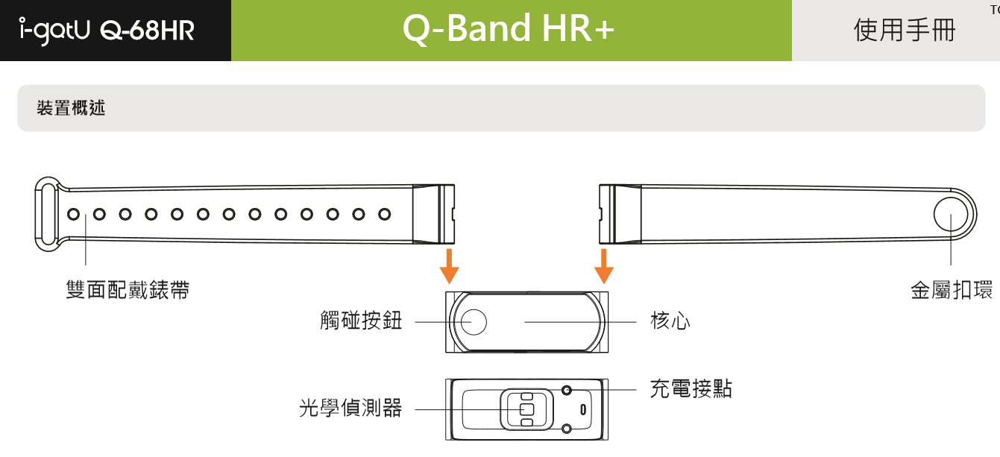 i-gotU Q-68HR
Q-Band HR+
使用手冊
裝置概述
雙面配戴錶帶
金屬扣環
觸碰按鈕
核心
充電接點
光學偵測器